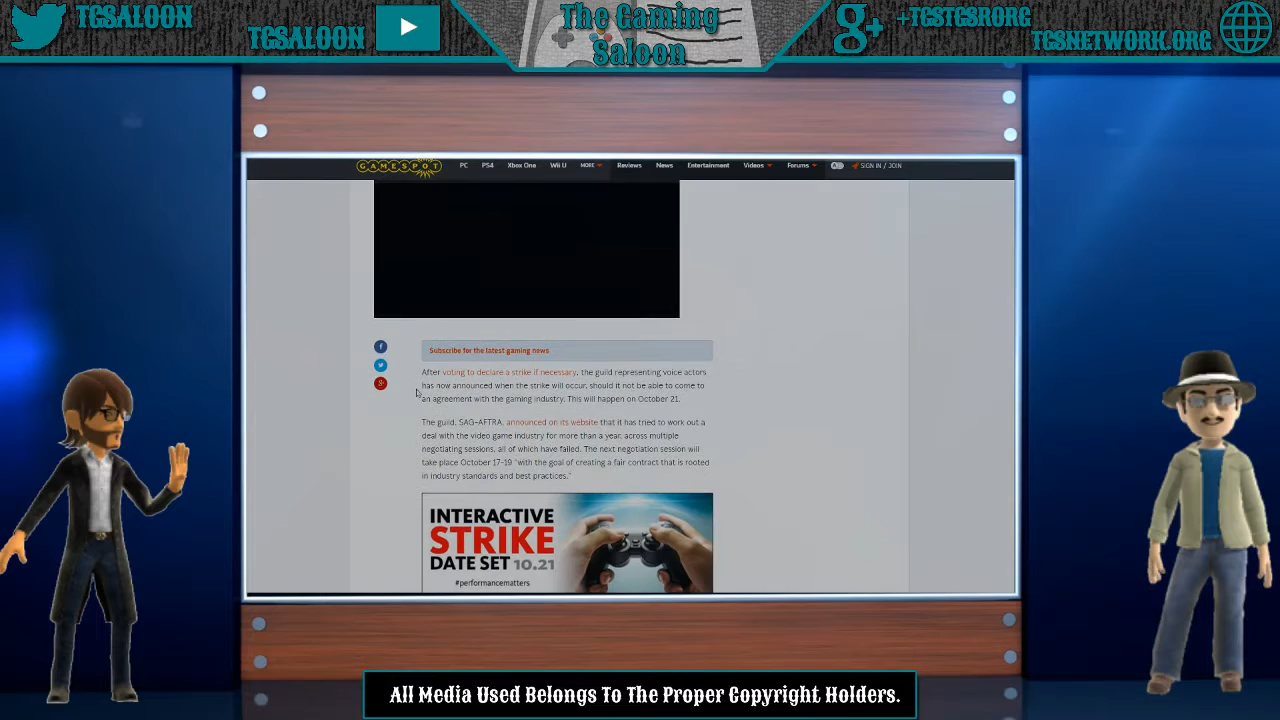 TGSALOON
TGSALOON
The Gaming
Saloon
g+
+TGSTGSRORG
TGSNETWORK.ORG
GAMESPOT
PC PS4 Xbox One Wii U MORE Reviews News Entertainment Videos Forums SIGN IN / JOIN
f
g+
Subscribe for the latest gaming news
After voting to declare a strike if necessary, the guild representing voice actors
has now announced when the strike will occur, should it not be able to come to
an agreement with the gaming industry. This will happen on October 21.
The guild, SAG-AFTRA, announced on its website that it has tried to work out a
deal with the video game industry for more than a year, across multiple
negotiating sessions, all of which have failed. The next negotiation session will
take place October 17-19 "with the goal of creating a fair contract that is rooted
in industry standards and best practices."
INTERACTIVE
STRIKE
DATE SET 10.21
#performancematters
All Media Used Belongs To The Proper Copyright Holders.